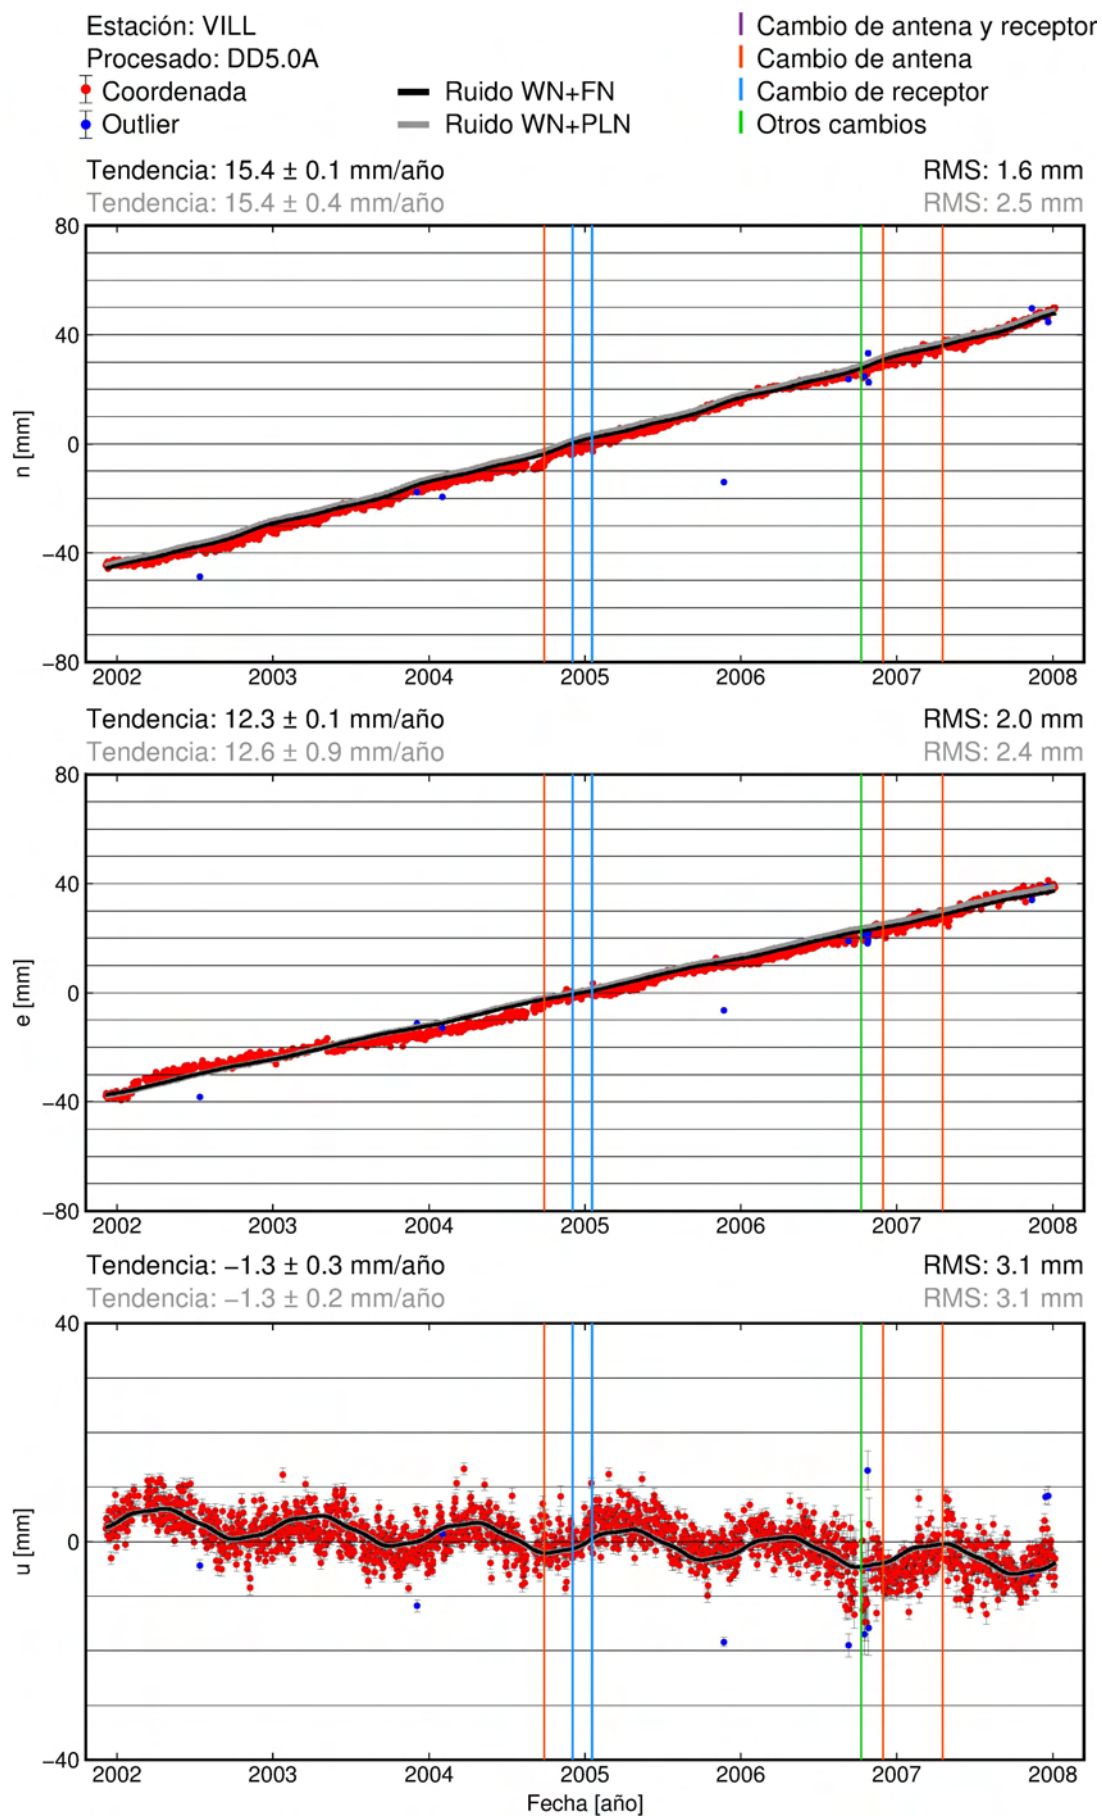 Estación: VILL
Procesado: DD5.0A
Coordenada
Outlier
Ruido WN+FN
Ruido WN+PLN
Cambio de antena y receptor
Cambio de antena
Cambio de receptor
Otros cambios
Tendencia: 15.4 ± 0.1 mm/año RMS: 1.6 mm
Tendencia: 15.4 ± 0.4 mm/año RMS: 2.5 mm
80
40
0
−40
−80
n [mm]
2002 2003 2004 2005 2006 2007 2008
Tendencia: 12.3 ± 0.1 mm/año RMS: 2.0 mm
Tendencia: 12.6 ± 0.9 mm/año RMS: 2.4 mm
80
40
0
−40
−80
e [mm]
2002 2003 2004 2005 2006 2007 2008
Tendencia: −1.3 ± 0.3 mm/año RMS: 3.1 mm
Tendencia: −1.3 ± 0.2 mm/año RMS: 3.1 mm
40
0
−40
u [mm]
2002 2003 2004 2005 2006 2007 2008
Fecha [año]